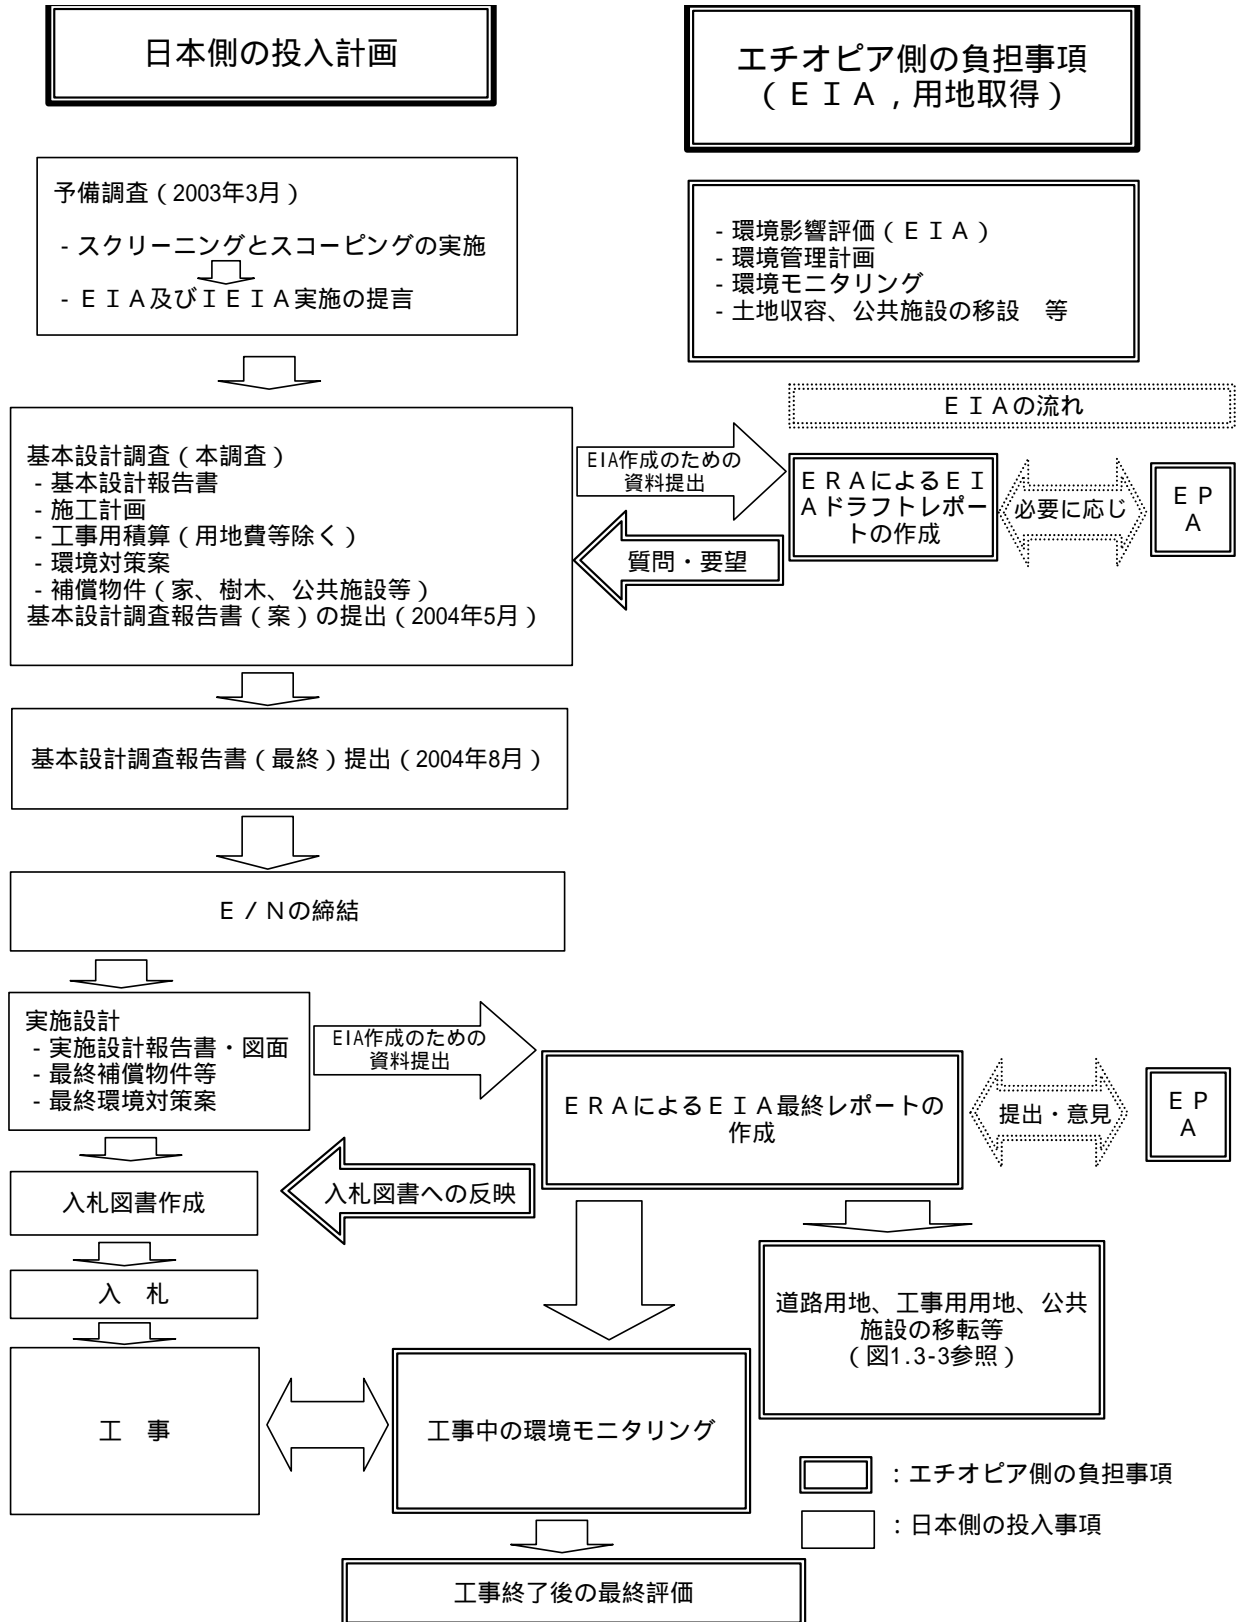 日本側の投入計画
エチオピア側の負担事項
（ＥＩＡ，用地取得）
予備調査（2003年3月）
- スクリーニングとスコーピングの実施
- ＥＩＡ及びＩＥＩＡ実施の提言
- 環境影響評価（ＥＩＡ）
- 環境管理計画
- 環境モニタリング
- 土地収容、公共施設の移設　等
ＥＩＡの流れ
基本設計調査（本調査）
- 基本設計報告書
- 施工計画
- 工事用積算（用地費等除く）
- 環境対策案
- 補償物件（家、樹木、公共施設等）
基本設計調査報告書（案）の提出（2004年5月）
EIA作成のための
資料提出
質問・要望
ＥＲＡによるＥＩ
Ａドラフトレポー
トの作成
必要に応じ
ＥＰ
Ａ
基本設計調査報告書（最終）提出（2004年8月）
Ｅ／Ｎの締結
実施設計
- 実施設計報告書・図面
- 最終補償物件等
- 最終環境対策案
EIA作成のための
資料提出
ＥＲＡによるＥＩＡ最終レポートの
作成
提出・意見
ＥＰ
Ａ
入札図書作成
入札図書への反映
入　札
道路用地、工事用用地、公共
施設の移転等
（図1.3-3参照）
工　事
工事中の環境モニタリング
：エチオピア側の負担事項
：日本側の投入事項
工事終了後の最終評価